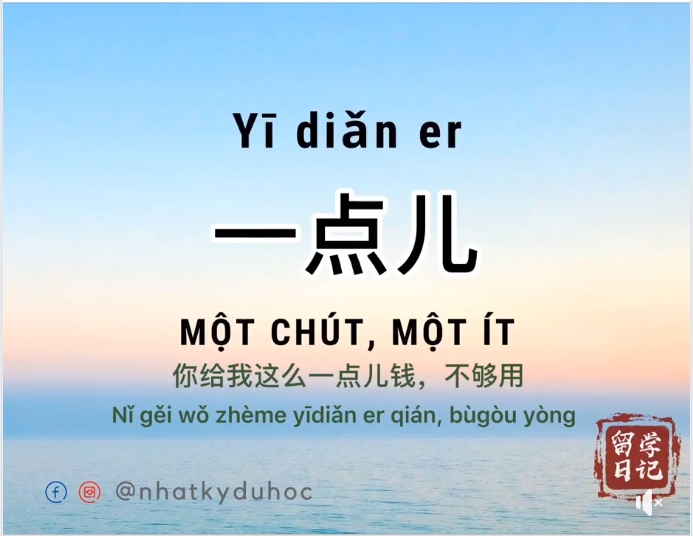 Yī diǎn er
一点儿
MỘT CHÚT, MỘT ÍT
你给我这么一点儿钱，不够用
Nǐ gěi wǒ zhème yīdiǎn er qián, bùgòu yòng
留学
日记
@nhatkyduhoc